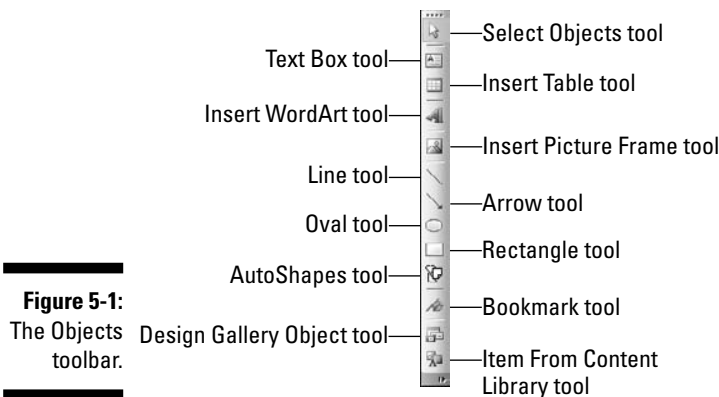 Select Objects tool
Text Box tool
Insert Table tool
Insert WordArt tool
Insert Picture Frame tool
Line tool
Arrow tool
Oval tool
Rectangle tool
AutoShapes tool
Bookmark tool
Design Gallery Object tool
Item From Content
Library tool
Figure 5-1:
The Objects
toolbar.